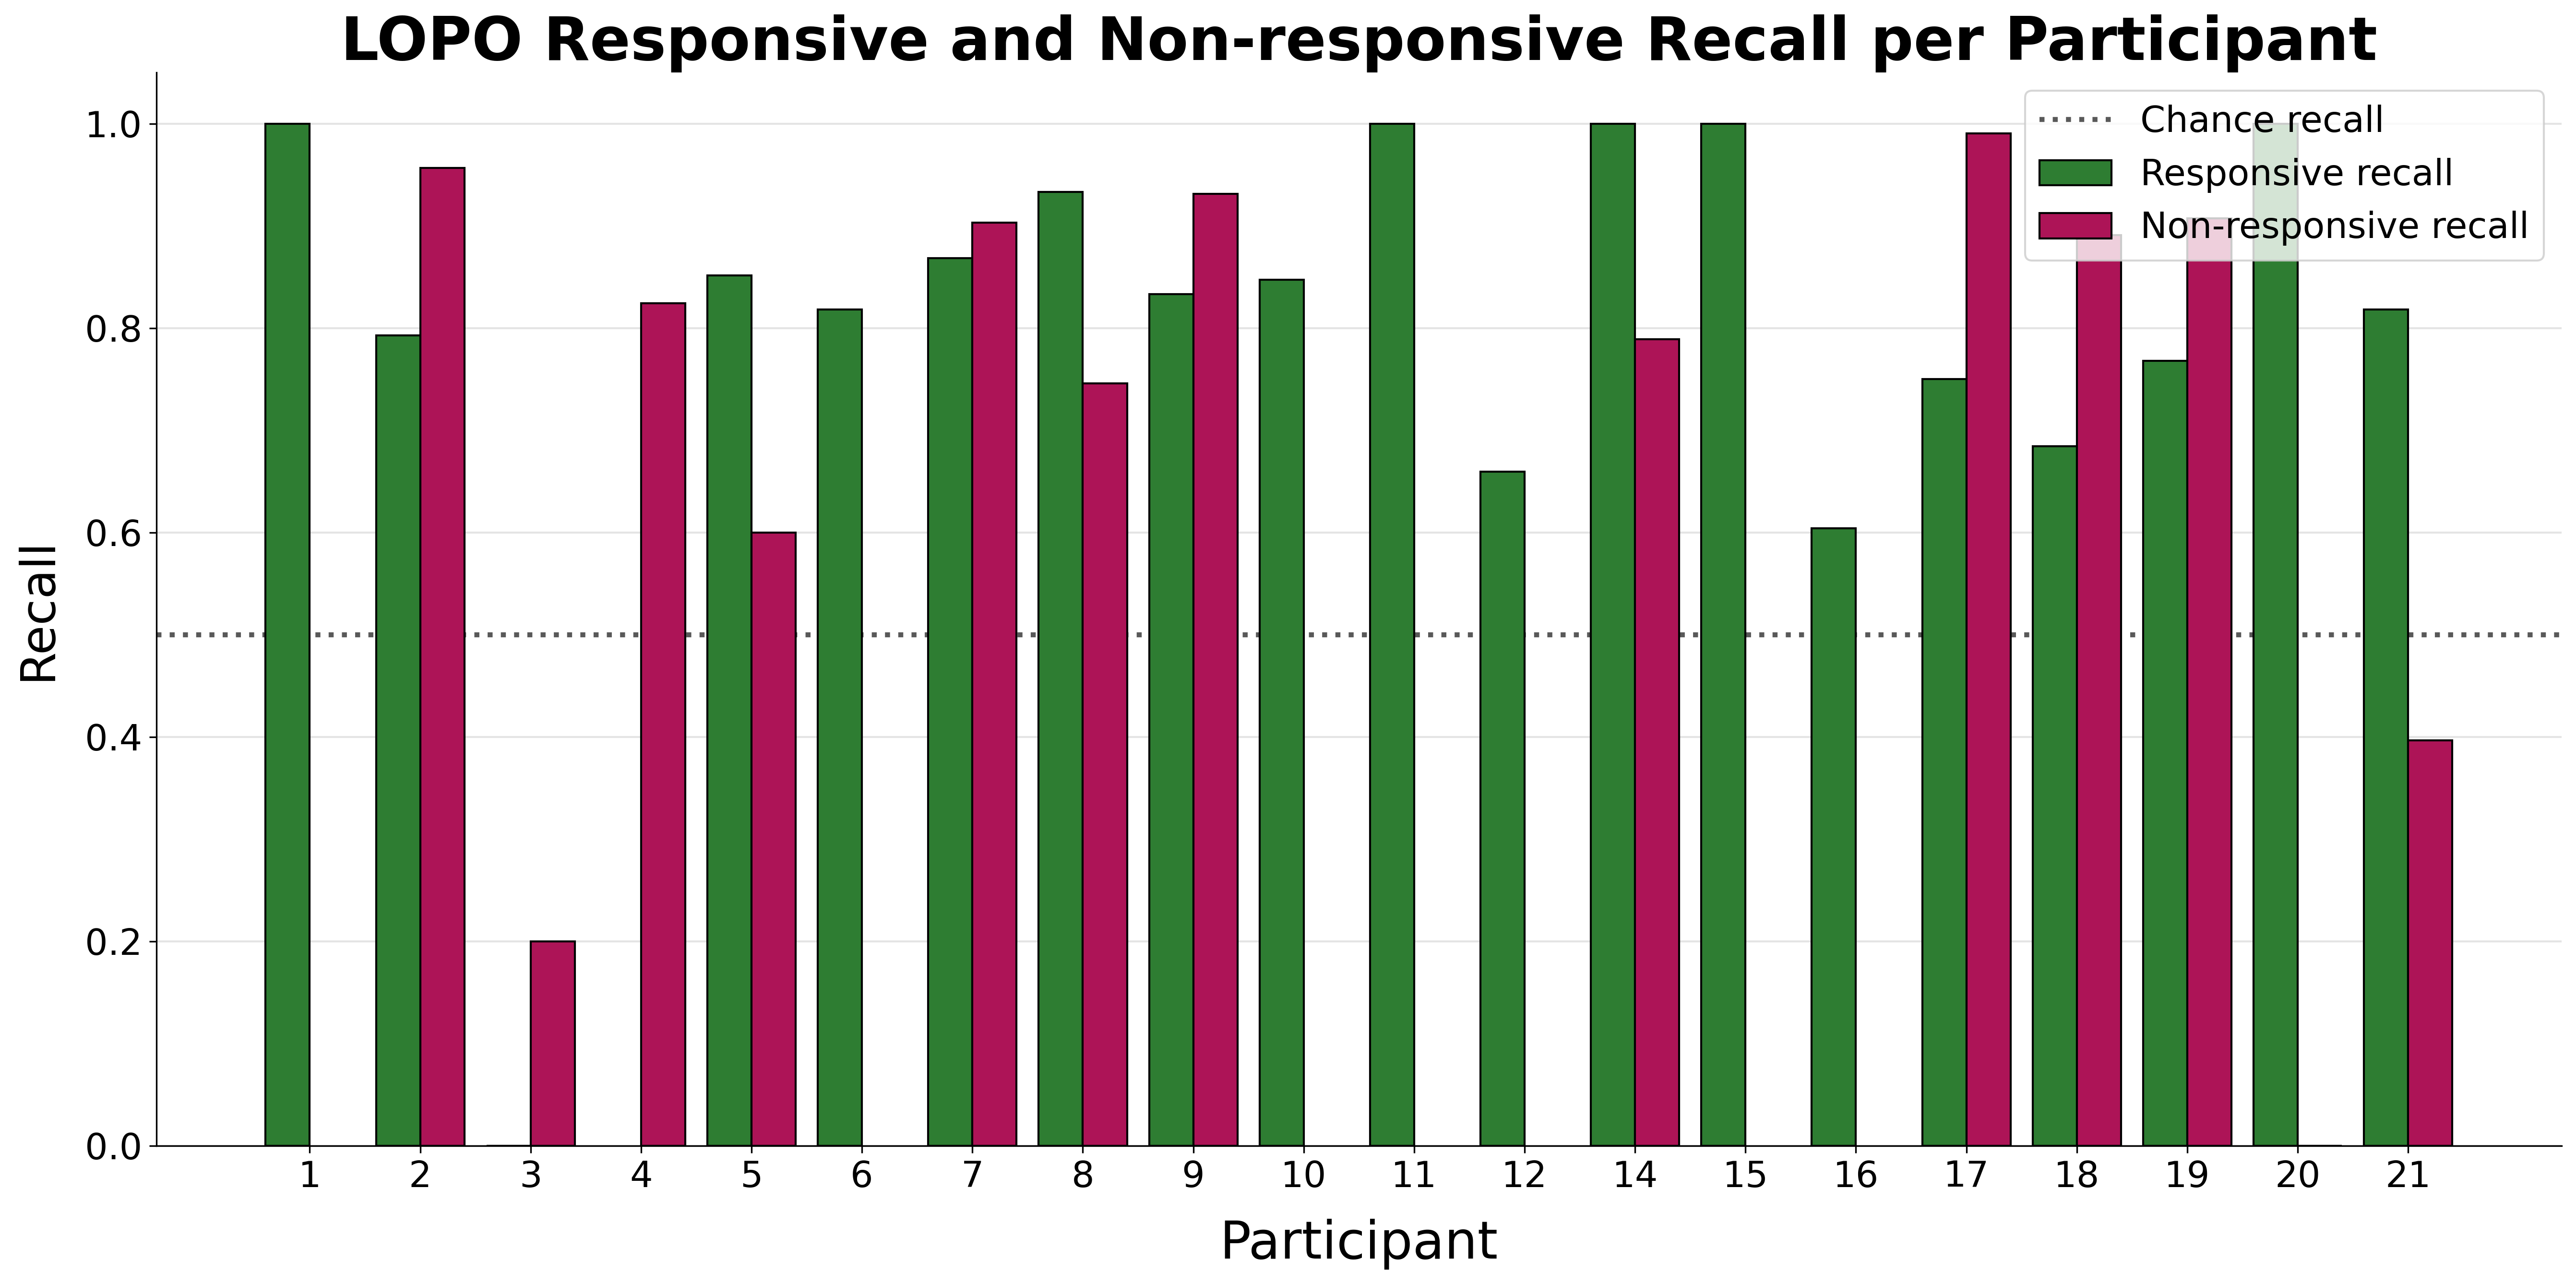 LOPO Responsive and Non-responsive Recall per Participant
Chance recall
Responsive recall
Non-responsive recall
Recall
1.0
0.8
0.6
0.4
0.2
0.0
1 2 3 4 5 6 7 8 9 10 11 12 14 15 16 17 18 19 20 21
Participant